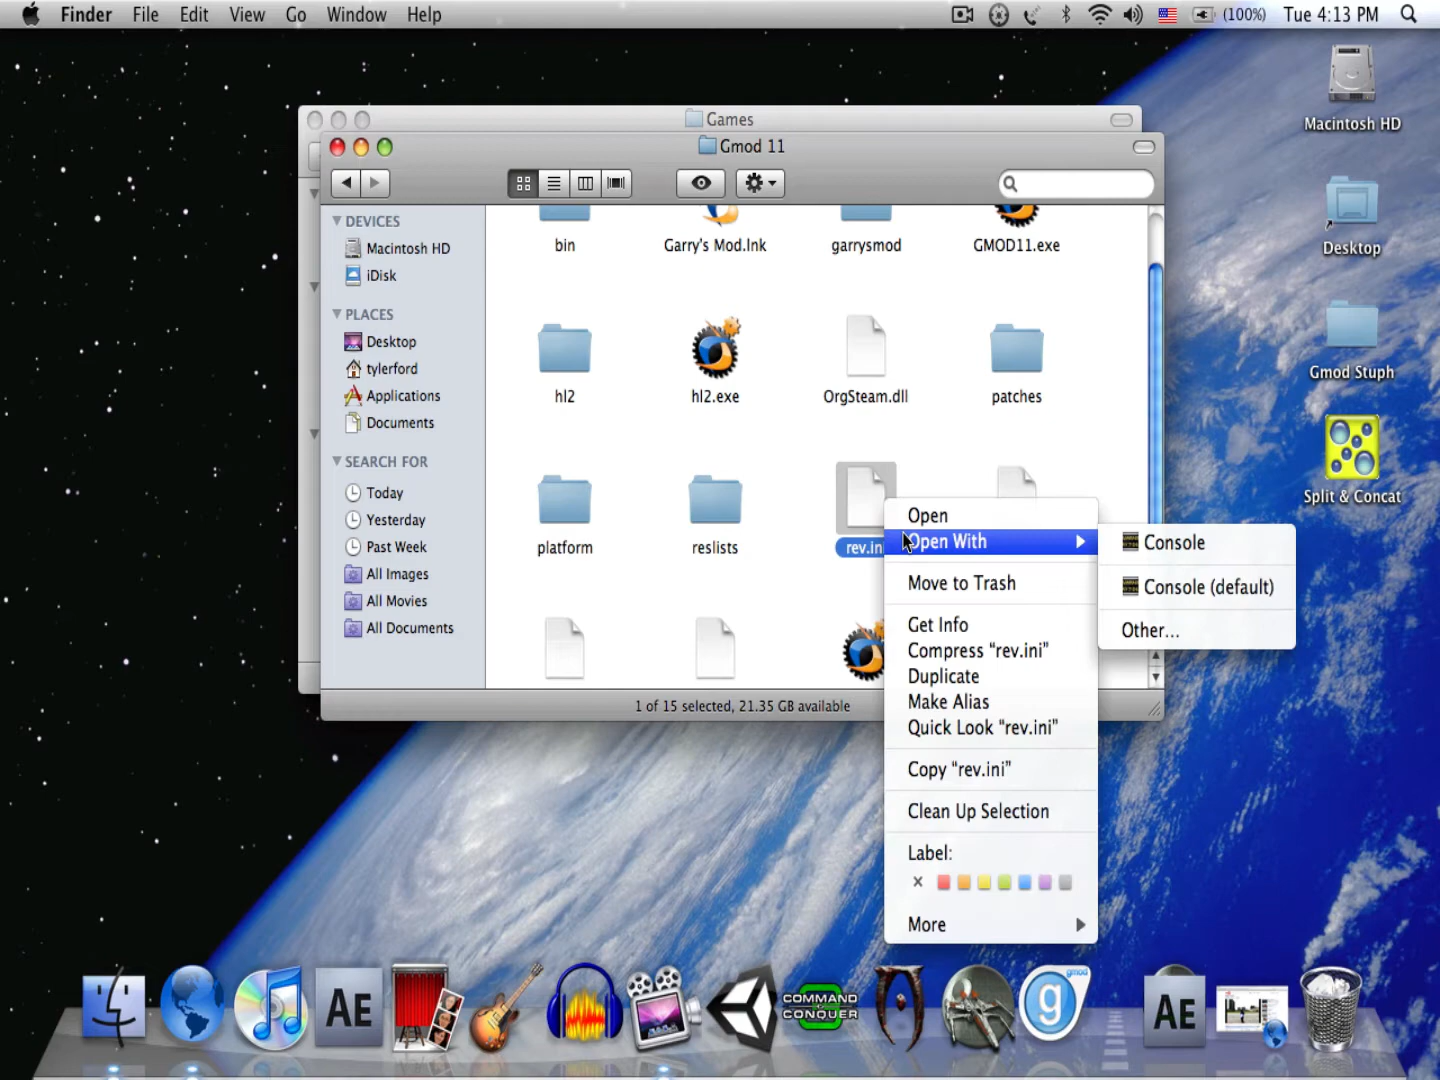 Finder File Edit View Go Window Help (100%) Tue 4:13 PM
Games
Gmod 11
DEVICES
Macintosh HD
iDisk
PLACES
Desktop
tylerford
Applications
Documents
SEARCH FOR
Today
Yesterday
Past Week
All Images
All Movies
All Documents
bin Garry's Mod.lnk garrysmod GMOD11.exe
hl2 hl2.exe OrgSteam.dll patches
platform reslists rev.ini
1 of 15 selected, 21.35 GB available
Open
Open With
Move to Trash
Get Info
Compress “rev.ini”
Duplicate
Make Alias
Quick Look “rev.ini”
Copy “rev.ini”
Clean Up Selection
Label:
More
Console
Console (default)
Other...
Macintosh HD
Desktop
Gmod Stuph
Split & Concat
AE
COMMAND
CONQUER
g
gmod
AE